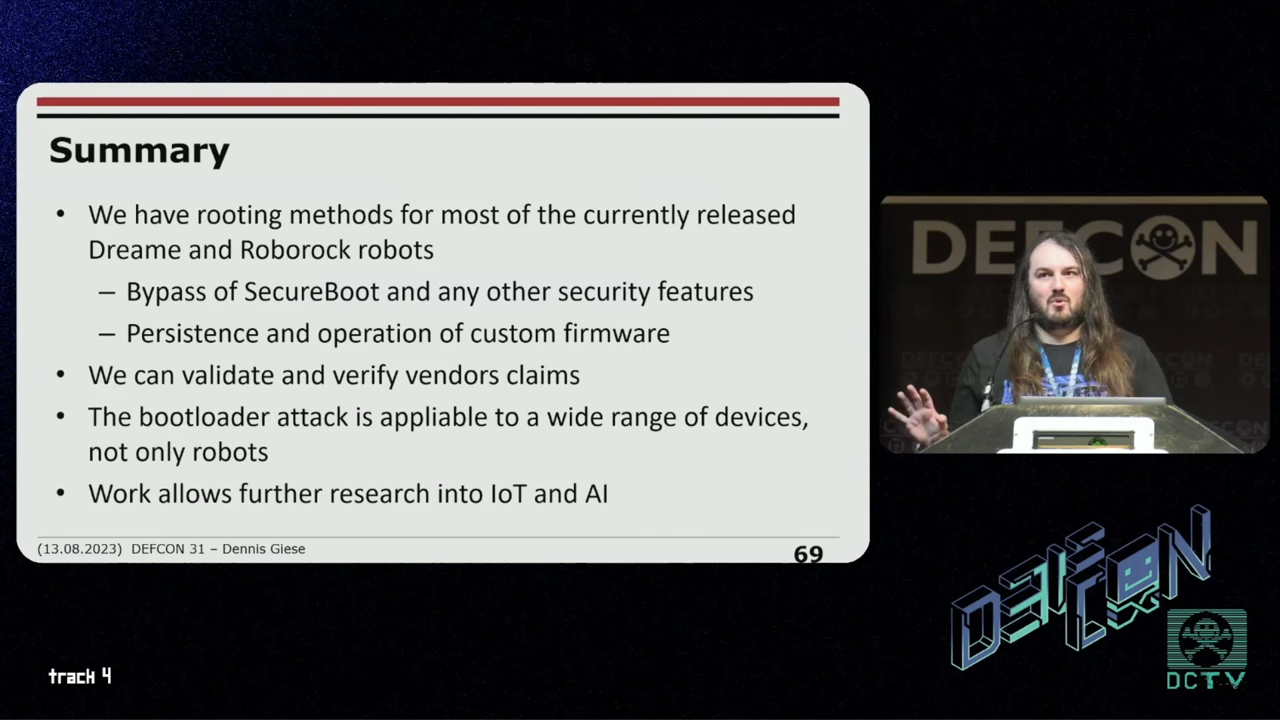 Summary
• We have rooting methods for most of the currently released
Dreame and Roborock robots
– Bypass of SecureBoot and any other security features
– Persistence and operation of custom firmware
• We can validate and verify vendors claims
• The bootloader attack is appliable to a wide range of devices,
not only robots
• Work allows further research into IoT and AI
(13.08.2023) DEFCON 31 – Dennis Giese
69
DEFCON
DEFCON
DCTV
track 4